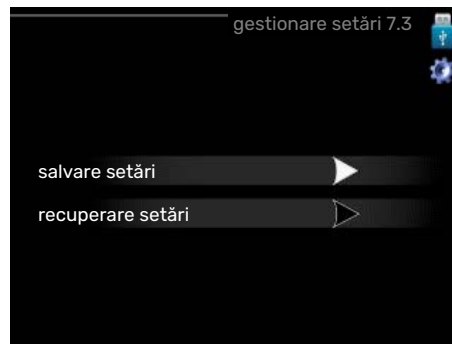 gestionare setări 7.3
salvare setări
recuperare setări